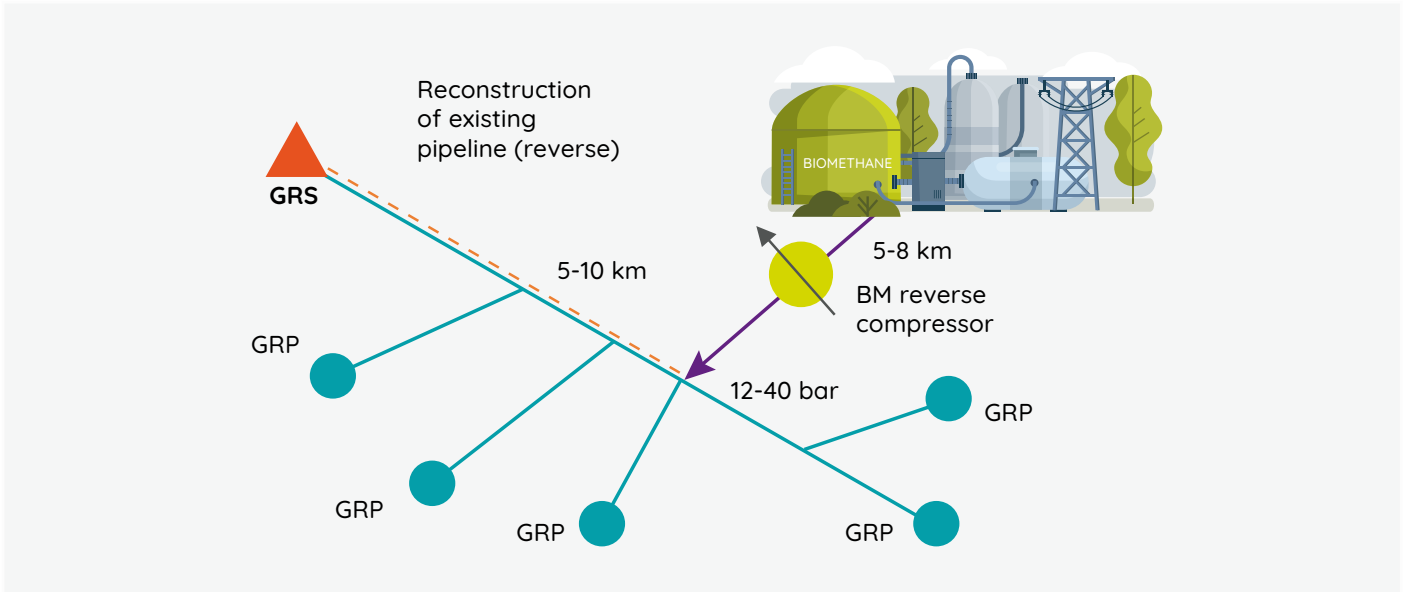 Reconstruction
of existing
pipeline (reverse)
BIOMETHANE
GRS
5-8 km
5-10 km
BM reverse
compressor
GRP
12-40 bar
GRP
GRP
GRP
GRP